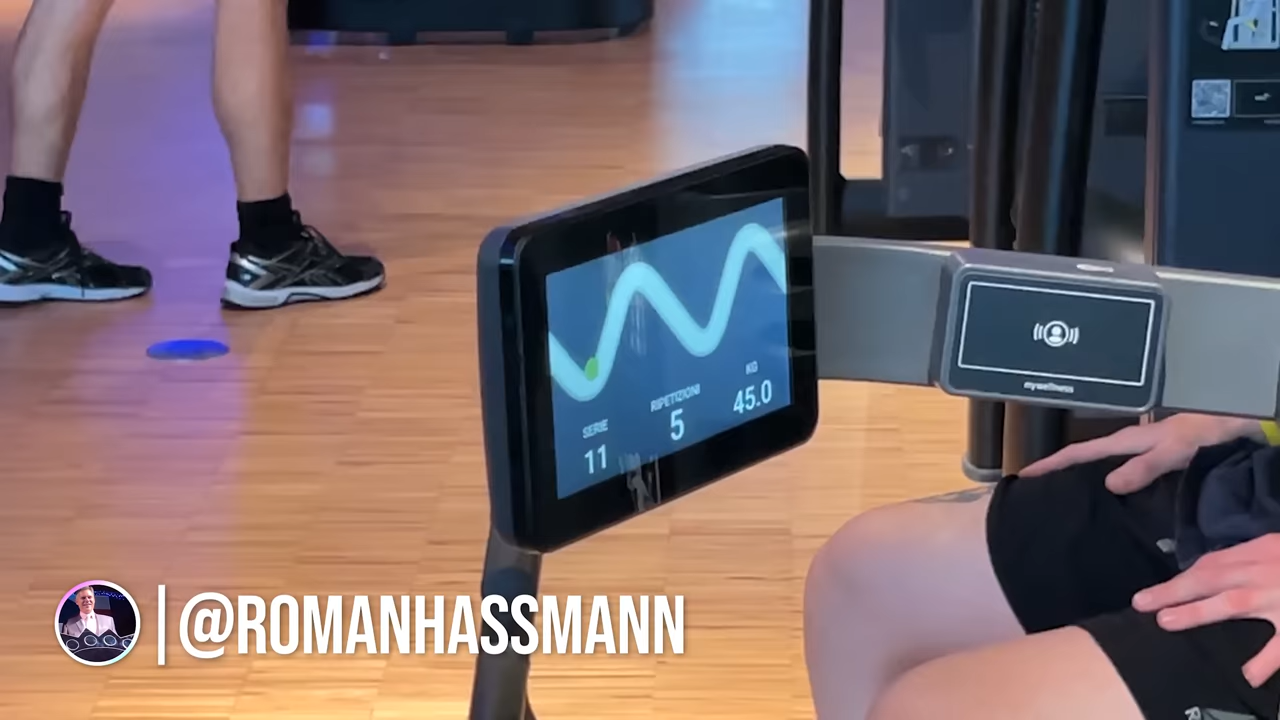 SERIE
11
RIPETIZIONI
5
KG
45.0
mywellness
@ROMANHASSMANN